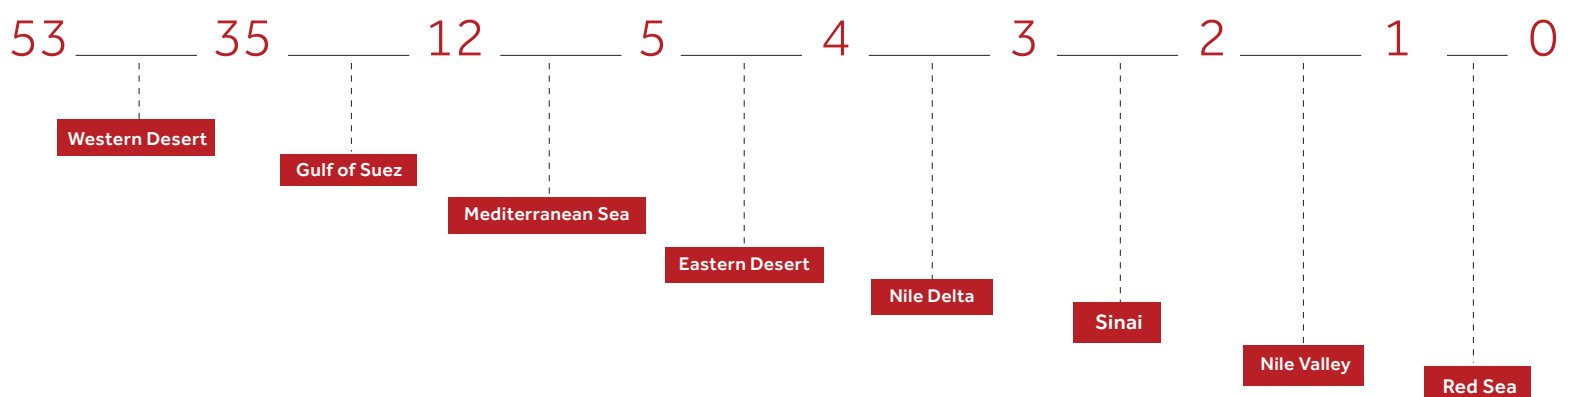 53 35 12 5 4 3 2 1 0
Western Desert
Gulf of Suez
Mediterranean Sea
Eastern Desert
Nile Delta
Sinai
Nile Valley
Red Sea